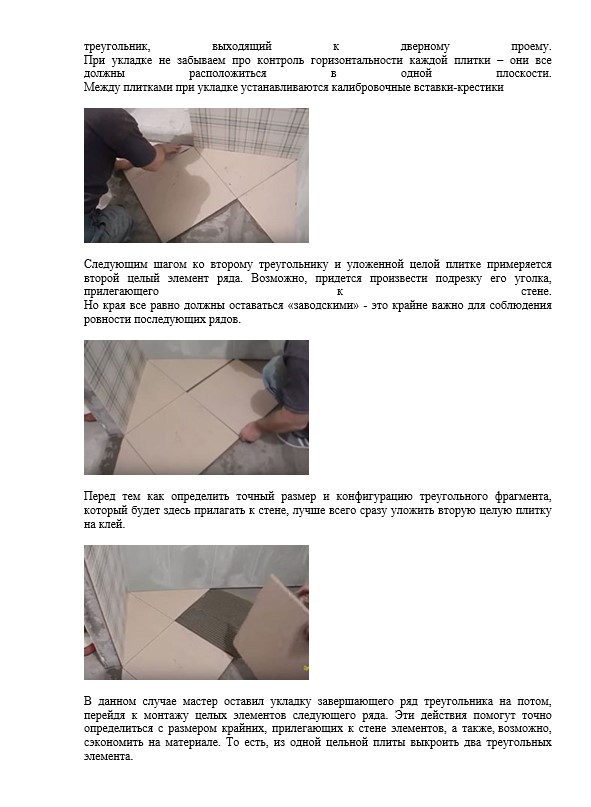 треугольник, выходящий к дверному проему.
При укладке не забываем про контроль горизонтальности каждой плитки – они все
должны расположиться в одной плоскости.
Между плитками при укладке устанавливаются калибровочные вставки-крестики
Следующим шагом ко второму треугольнику и уложенной целой плитке примеряется
второй целый элемент ряда. Возможно, придется произвести подрезку его уголка,
прилегающего к стене.
Но края все равно должны оставаться «заводскими» - это крайне важно для соблюдения
ровности последующих рядов.
Перед тем как определить точный размер и конфигурацию треугольного фрагмента,
который будет здесь прилагать к стене, лучше всего сразу уложить вторую целую плитку
на клей.
В данном случае мастер оставил укладку завершающего ряд треугольника на потом,
перейдя к монтажу целых элементов следующего ряда. Эти действия помогут точно
определиться с размером крайних, прилегающих к стене элементов, а также, возможно,
сэкономить на материале. То есть, из одной цельной плиты выкроить два треугольных
элемента.